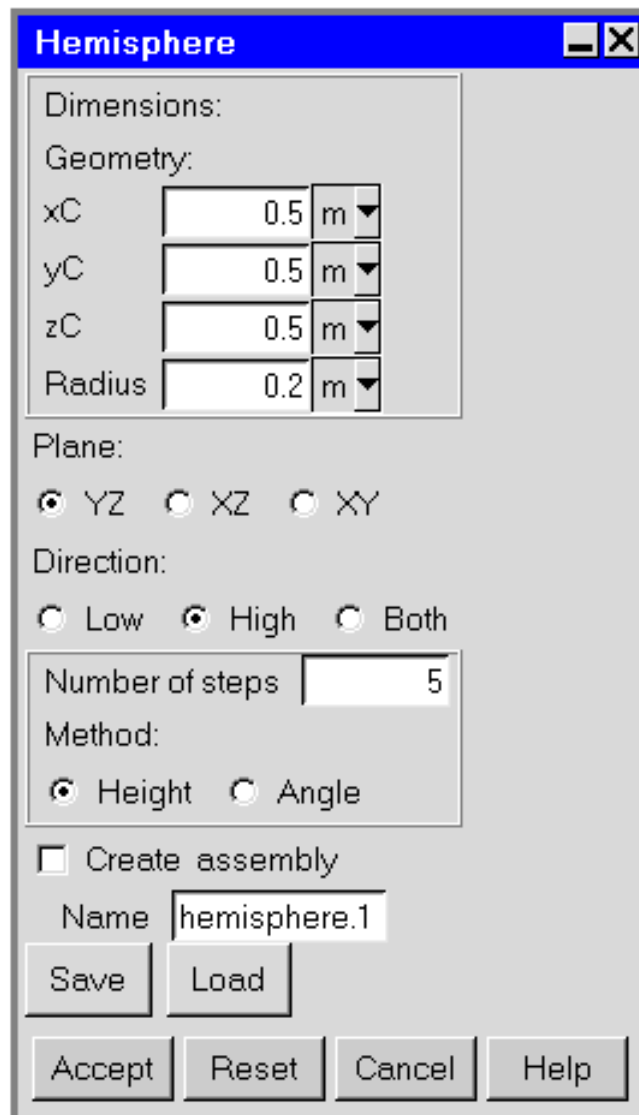 Hemisphere
Dimensions:
Geometry:
xC 0.5 m
yC 0.5 m
zC 0.5 m
Radius 0.2 m
Plane:
YZ XZ XY
Direction:
Low High Both
Number of steps 5
Method:
Height Angle
Create assembly
Name hemisphere.1
Save Load
Accept Reset Cancel Help